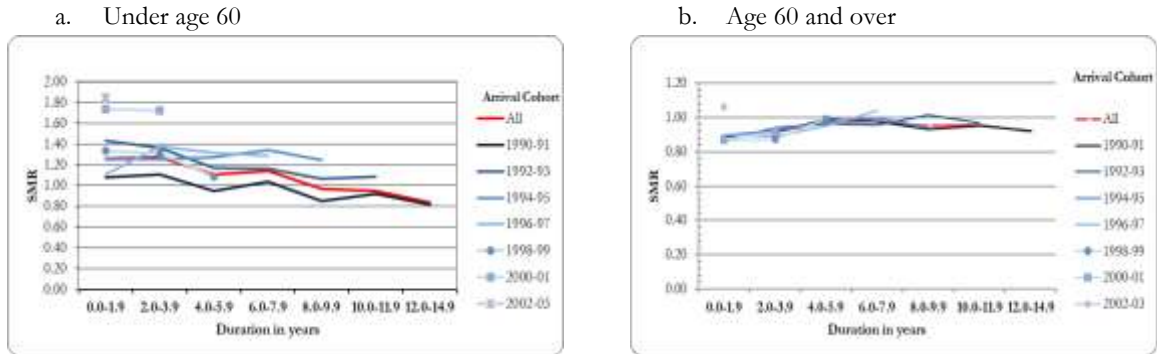 a. Under age 60
2.00
1.80
1.60
1.40
1.20
1.00
0.80
0.60
0.40
0.20
0.00
SMR
0.0-1.9 2.0-3.9 4.0-5.9 6.0-7.9 8.0-9.9 10.0-11.9 12.0-14.9
Duration in years
Arrival Cohort
All
1990-91
1992-93
1994-95
1996-97
1998-99
2000-01
2002-03
b. Age 60 and over
1.20
1.00
0.80
0.60
0.40
0.20
0.00
SMR
0.0-1.9 2.0-3.9 4.0-5.9 6.0-7.9 8.0-9.9 10.0-11.9 12.0-14.9
Duration in years
Arrival Cohort
All
1990-91
1992-93
1994-95
1996-97
1998-99
2000-01
2002-03